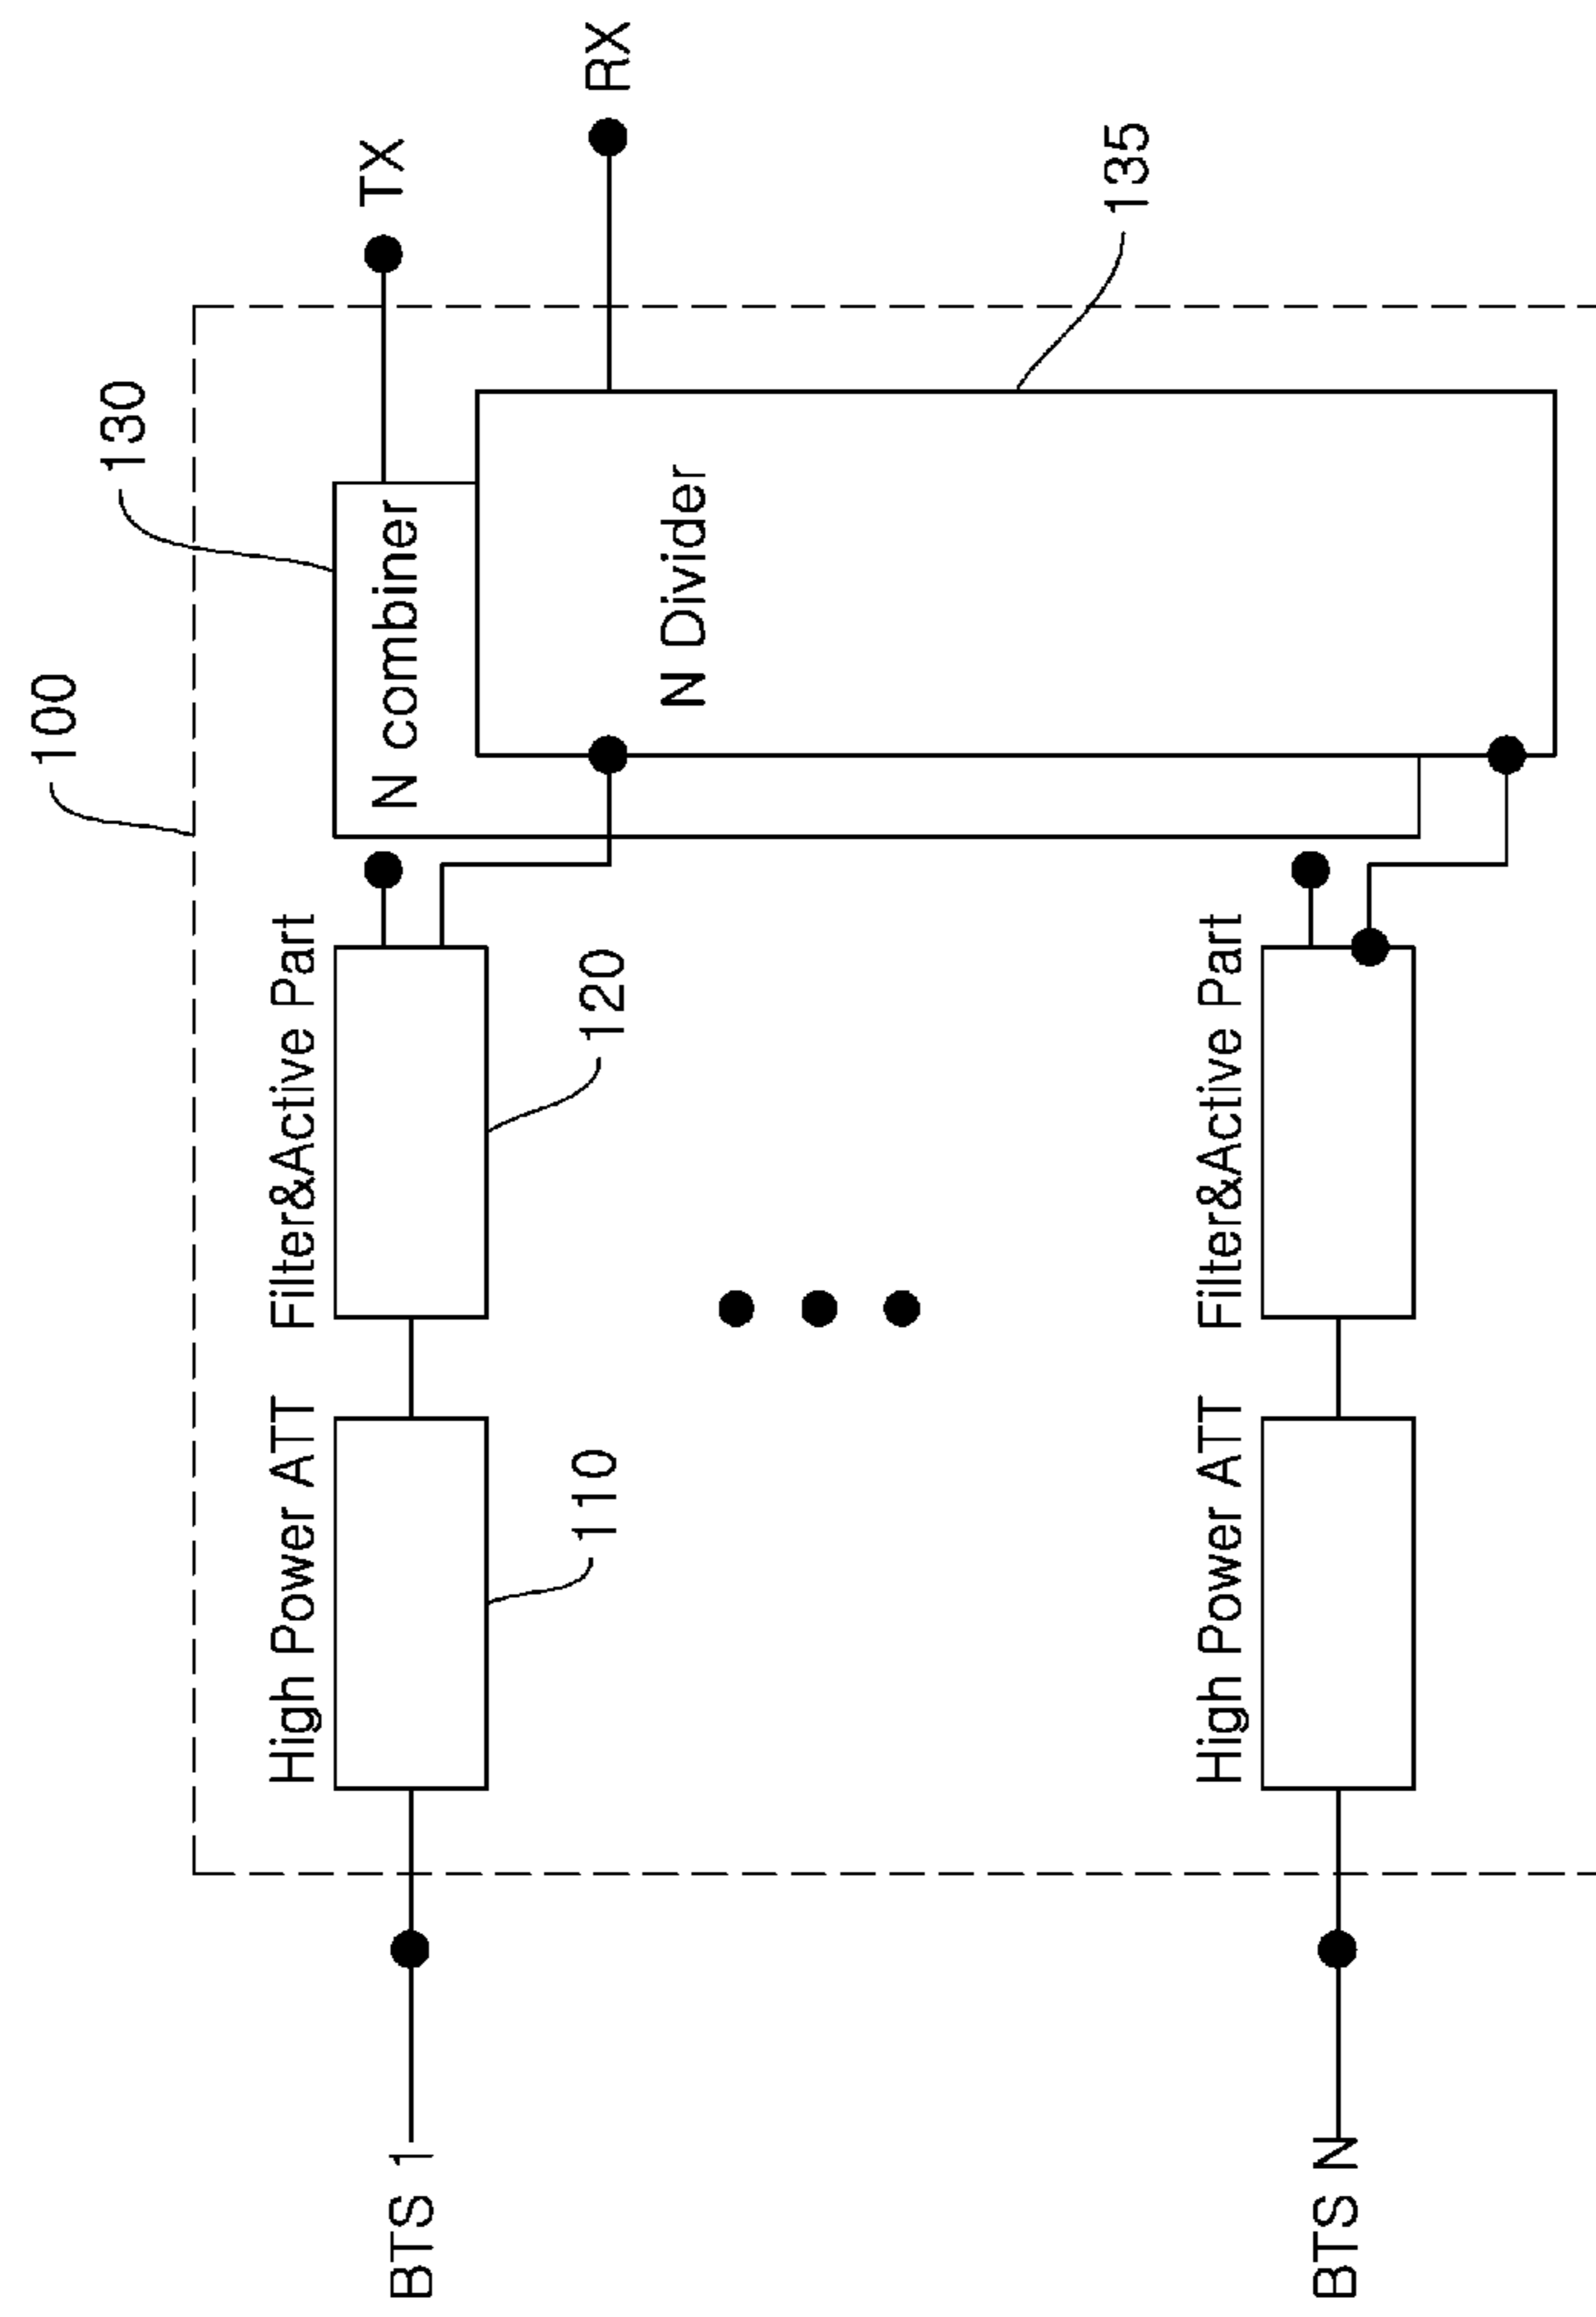 100
130
TX
RX
High Power ATT
Filter&Active Part
N combiner
BTS 1
110
120
N Divider
135
High Power ATT
Filter&Active Part
BTS N